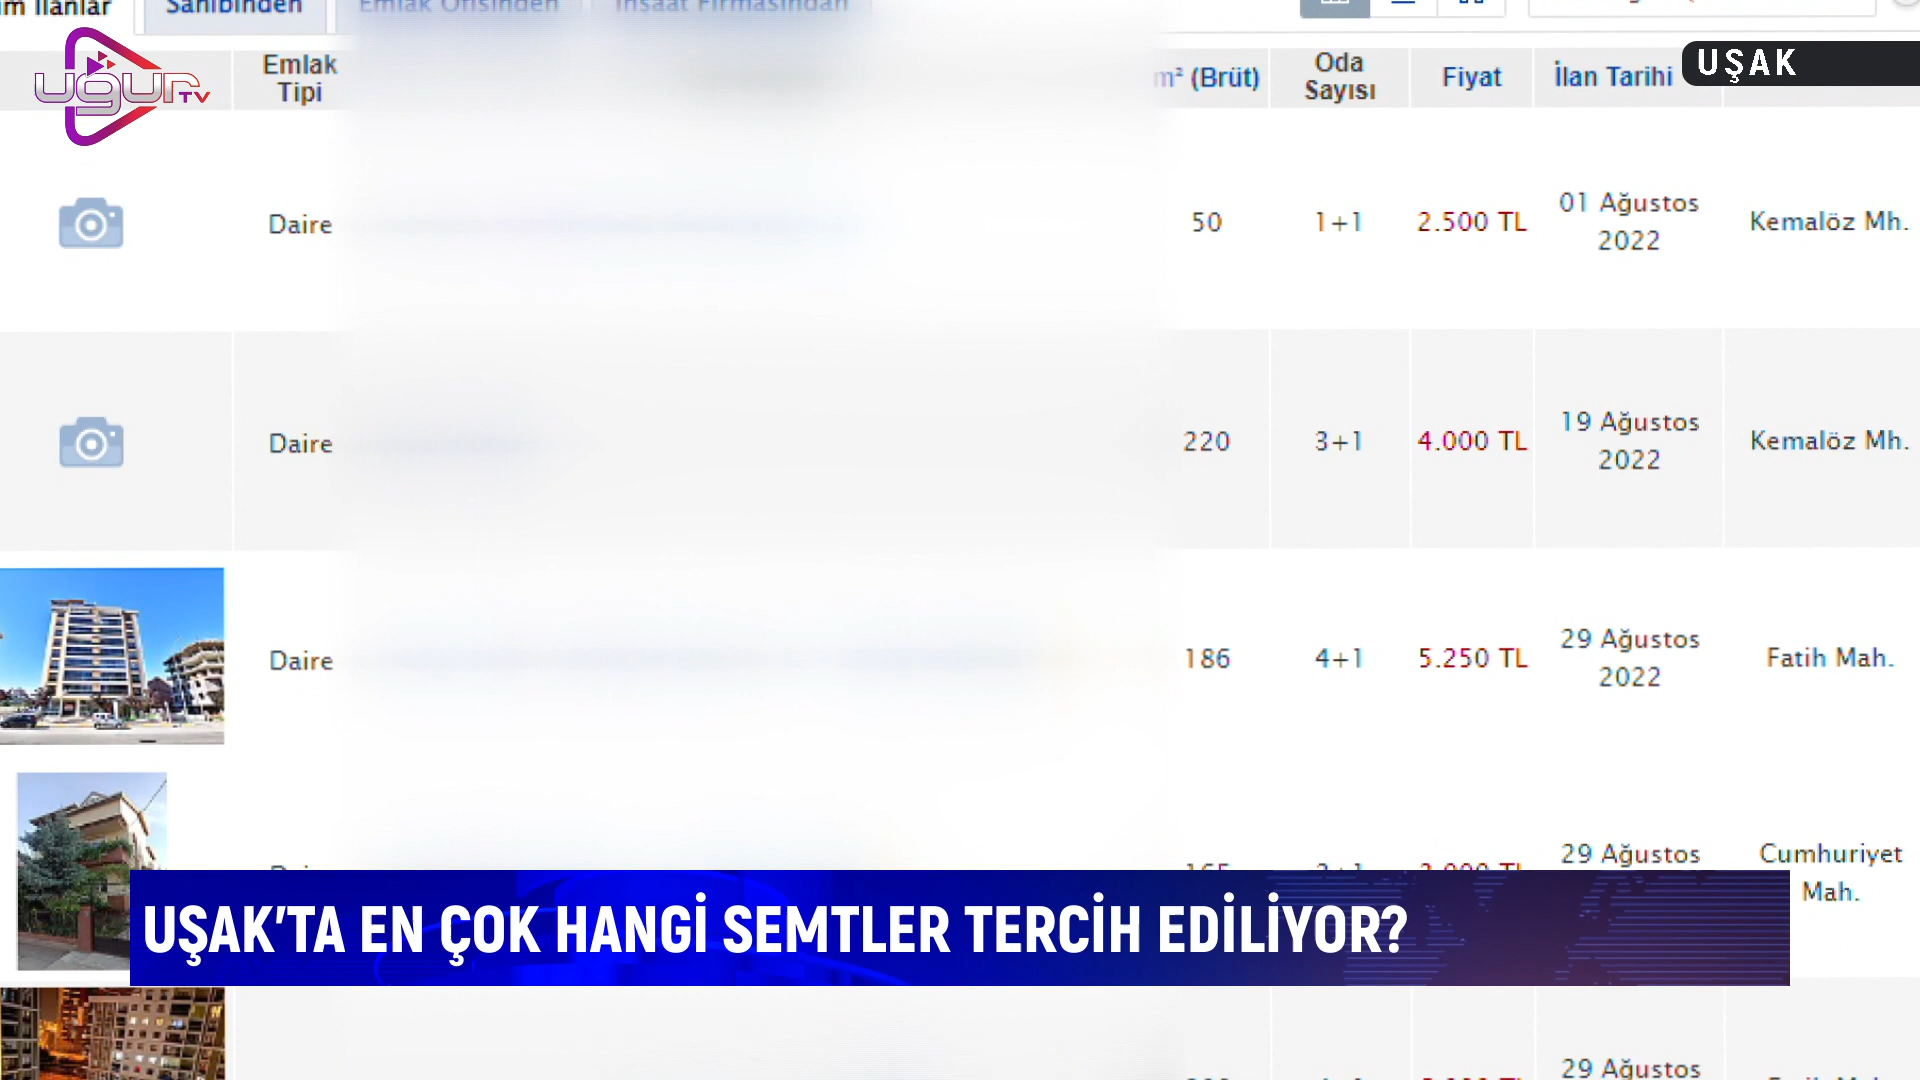 m İlanlar
Sahibinden
Emlak Ofisinden
İnşaat Firmasından
uğur TV
UŞAK
Emlak
Tipi
m² (Brüt)
Oda
Sayısı
Fiyat
İlan Tarihi
Daire
50
1+1
2.500 TL
01 Ağustos
2022
Kemalöz Mh.
Daire
220
3+1
4.000 TL
19 Ağustos
2022
Kemalöz Mh.
Daire
186
4+1
5.250 TL
29 Ağustos
2022
Fatih Mah.
29 Ağustos
Cumhuriyet
Mah.
UŞAK'TA EN ÇOK HANGİ SEMTLER TERCİH EDİLİYOR?
29 Ağustos